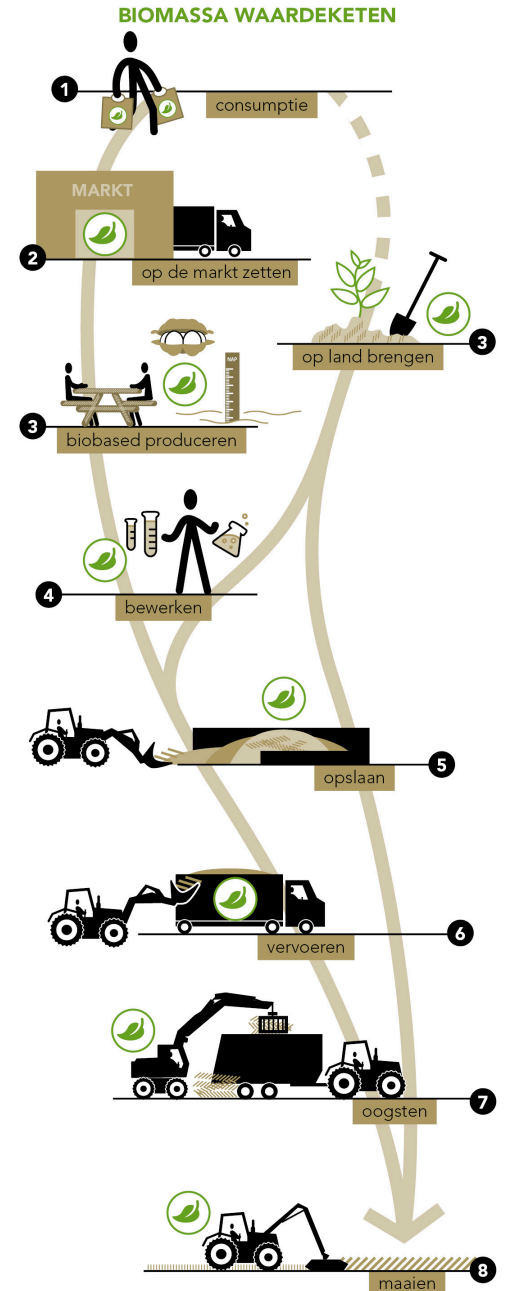 BIOMASSA WAARDEKETEN
1
consumptie
MARKT
2
op de markt zetten
3
op land brengen
NAP
3
biobased produceren
4
bewerken
5
opslaan
6
vervoeren
7
oogsten
8
maaien